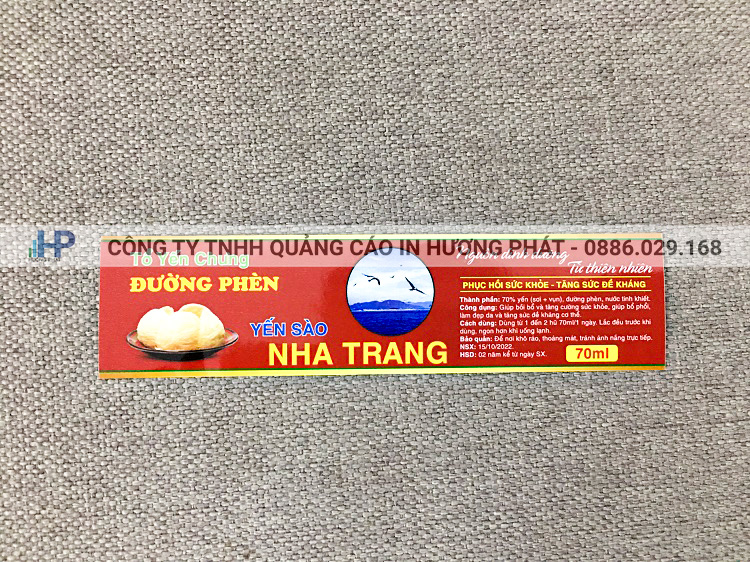 HP
CÔNG TY TNHH QUẢNG CÁO IN HƯƠNG PHÁT - 0886.029.168
Tổ Yến Chưng
ĐƯỜNG PHÈN
YẾN SÀO
NHA TRANG
Nguồn dinh dưỡng
Từ thiên nhiên
PHỤC HỒI SỨC KHỎE - TĂNG SỨC ĐỀ KHÁNG
Thành phần: 70% yến (sợi + vụn), đường phèn, nước tinh khiết.
Công dụng: Giúp bồi bổ và tăng cường sức khỏe, giúp bổ phổi,
làm đẹp da và tăng sức đề kháng cơ thể.
Cách dùng: Dùng từ 1 đến 2 hũ 70ml/1 ngày. Lắc đều trước khi
dùng, ngon hơn khi uống lạnh.
Bảo quản: Để nơi khô ráo, thoáng mát, tránh ánh nắng trực tiếp.
NSX: 15/10/2022.
HSD: 02 năm kể từ ngày SX.
70ml